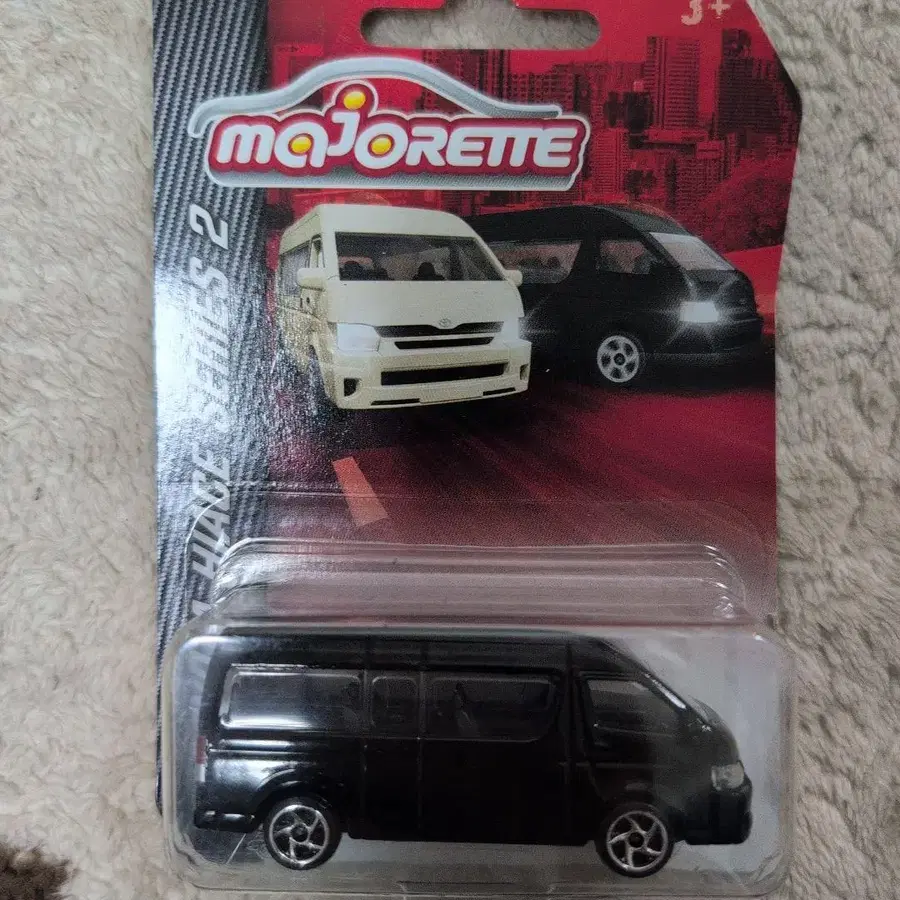 3+
majorette
HIACE SERIES 2